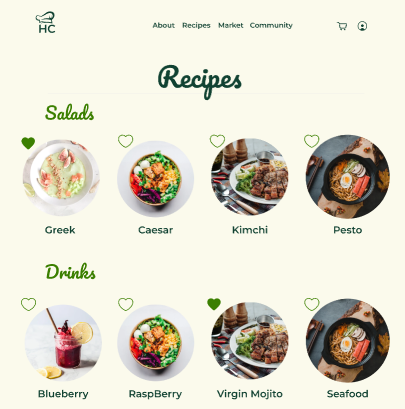 HC
About Recipes Market Community
Recipes
Salads
Greek Caesar Kimchi Pesto
Drinks
Blueberry RaspBerry Virgin Mojito Seafood